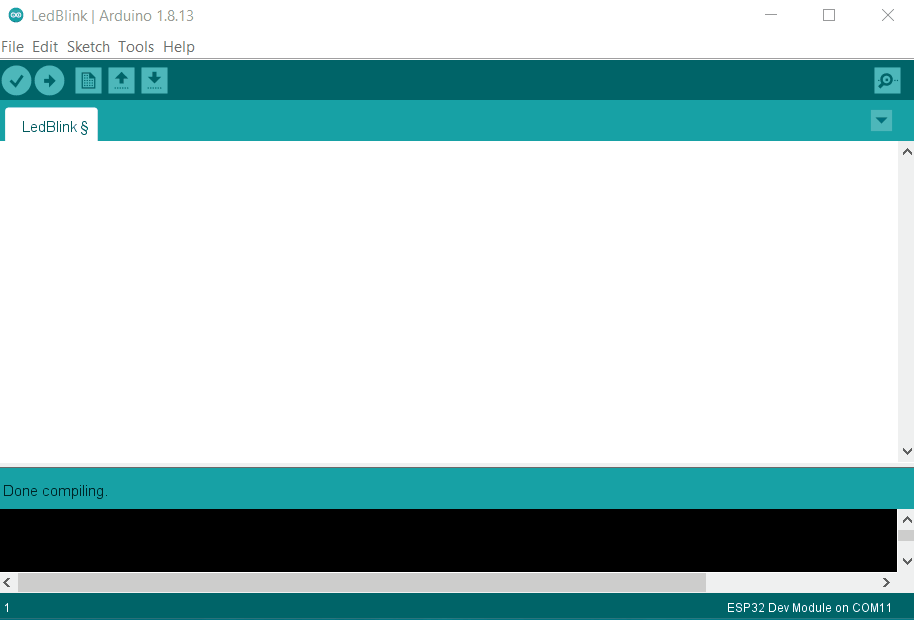 LedBlink | Arduino 1.8.13
File Edit Sketch Tools Help
LedBlink §
Done compiling.
1 ESP32 Dev Module on COM11